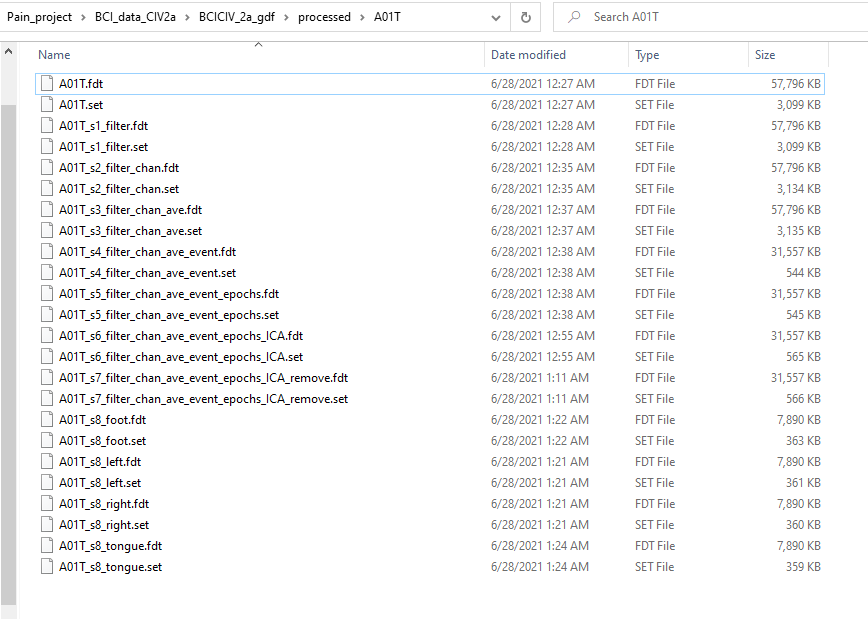 Pain_project > BCI_data_CIV2a > BCICIV_2a_gdf > processed > A01T Search A01T
Name Date modified Type Size
A01T.fdt 6/28/2021 12:27 AM FDT File 57,796 KB
A01T.set 6/28/2021 12:27 AM SET File 3,099 KB
A01T_s1_filter.fdt 6/28/2021 12:28 AM FDT File 57,796 KB
A01T_s1_filter.set 6/28/2021 12:28 AM SET File 3,099 KB
A01T_s2_filter_chan.fdt 6/28/2021 12:35 AM FDT File 57,796 KB
A01T_s2_filter_chan.set 6/28/2021 12:35 AM SET File 3,134 KB
A01T_s3_filter_chan_ave.fdt 6/28/2021 12:37 AM FDT File 57,796 KB
A01T_s3_filter_chan_ave.set 6/28/2021 12:37 AM SET File 3,135 KB
A01T_s4_filter_chan_ave_event.fdt 6/28/2021 12:38 AM FDT File 31,557 KB
A01T_s4_filter_chan_ave_event.set 6/28/2021 12:38 AM SET File 544 KB
A01T_s5_filter_chan_ave_event_epochs.fdt 6/28/2021 12:38 AM FDT File 31,557 KB
A01T_s5_filter_chan_ave_event_epochs.set 6/28/2021 12:38 AM SET File 545 KB
A01T_s6_filter_chan_ave_event_epochs_ICA.fdt 6/28/2021 12:55 AM FDT File 31,557 KB
A01T_s6_filter_chan_ave_event_epochs_ICA.set 6/28/2021 12:55 AM SET File 565 KB
A01T_s7_filter_chan_ave_event_epochs_ICA_remove.fdt 6/28/2021 1:11 AM FDT File 31,557 KB
A01T_s7_filter_chan_ave_event_epochs_ICA_remove.set 6/28/2021 1:11 AM SET File 566 KB
A01T_s8_foot.fdt 6/28/2021 1:22 AM FDT File 7,890 KB
A01T_s8_foot.set 6/28/2021 1:22 AM SET File 363 KB
A01T_s8_left.fdt 6/28/2021 1:21 AM FDT File 7,890 KB
A01T_s8_left.set 6/28/2021 1:21 AM SET File 361 KB
A01T_s8_right.fdt 6/28/2021 1:21 AM FDT File 7,890 KB
A01T_s8_right.set 6/28/2021 1:21 AM SET File 360 KB
A01T_s8_tongue.fdt 6/28/2021 1:24 AM FDT File 7,890 KB
A01T_s8_tongue.set 6/28/2021 1:24 AM SET File 359 KB